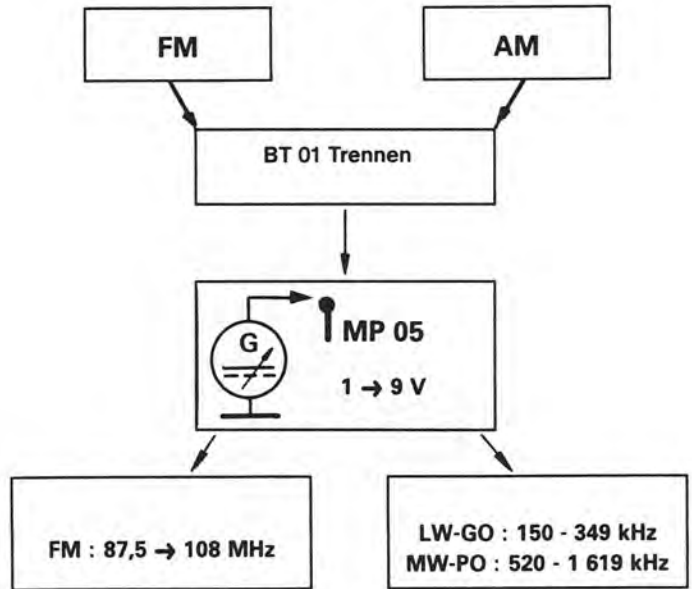 FM
AM
BT 01 Trennen
G
MP 05
1 → 9 V
FM : 87,5 → 108 MHz
LW-GO : 150 - 349 kHz
MW-PO : 520 - 1 619 kHz